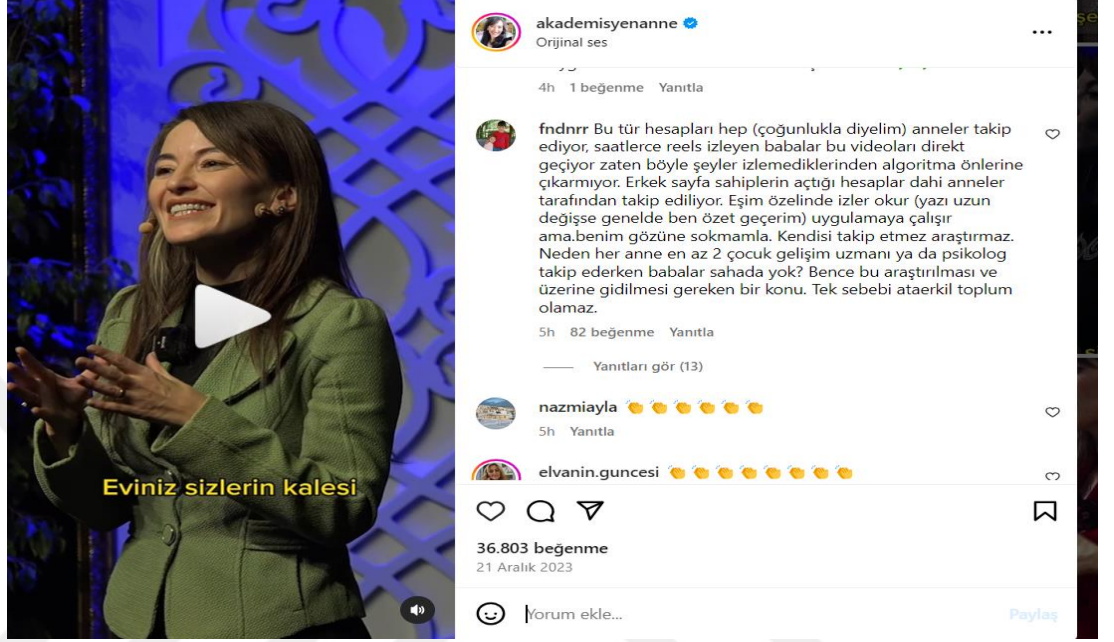 akademisyenanne
Orijinal ses
4h 1 beğenme Yanıtla
fndnrr Bu tür hesapları hep (çoğunlukla diyelim) anneler takip
ediyor, saatlerce reels izleyen babalar bu videoları direkt
geçiyor zaten böyle şeyler izlemediklerinden algoritma önlerine
çıkarmıyor. Erkek sayfa sahiplerin açtığı hesaplar dahi anneler
tarafından takip ediliyor. Eşim özelinde izler okur (yazı uzun
değişse genelde ben özet geçerim) uygulamaya çalışır
ama.benim gözüne sokmamla. Kendisi takip etmez araştırmaz.
Neden her anne en az 2 çocuk gelişim uzmanı ya da psikolog
takip ederken babalar sahada yok? Bence bu araştırılması ve
üzerine gidilmesi gereken bir konu. Tek sebebi ataerkil toplum
olamaz.
5h 82 beğenme Yanıtla
Yanıtları gör (13)
nazmiayla 👏👏👏👏👏👏
5h Yanıtla
elvanin.guncesi 👏👏👏👏👏👏👏👏
Eviniz sizlerin kalesi
36.803 beğenme
21 Aralık 2023
Yorum ekle...
Paylaş